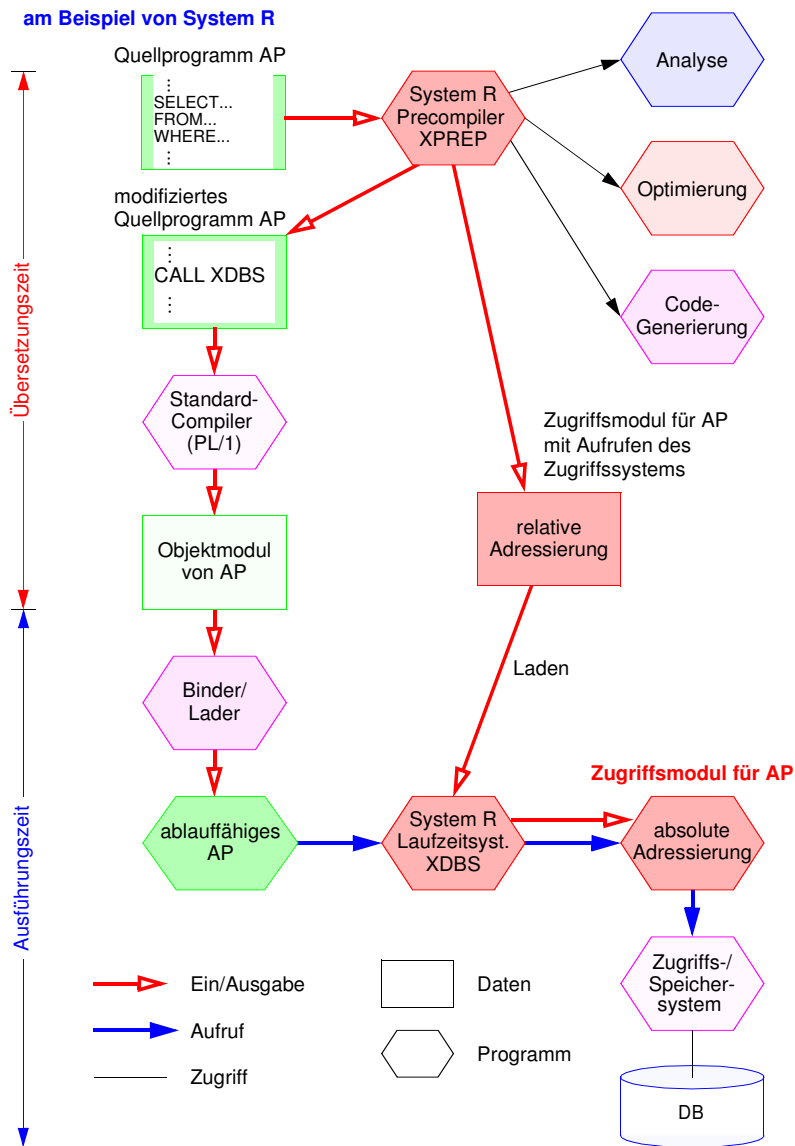 am Beispiel von System R
Quellprogramm AP
⋮
SELECT...
FROM...
WHERE...
⋮
System R
Precompiler
XPREP
Analyse
Optimierung
Code-
Generierung
modifiziertes
Quellprogramm AP
⋮
CALL XDBS
⋮
Übersetzungszeit
Standard-
Compiler
(PL/1)
Zugriffsmodul für AP
mit Aufrufen des
Zugriffssystems
Objektmodul
von AP
relative
Adressierung
Laden
Binder/
Lader
Zugriffsmodul für AP
Ausführungszeit
ablauffähiges
AP
System R
Laufzeitsyst.
XDBS
absolute
Adressierung
Zugriffs-/
Speicher-
system
DB
Ein/Ausgabe
Aufruf
Zugriff
Daten
Programm